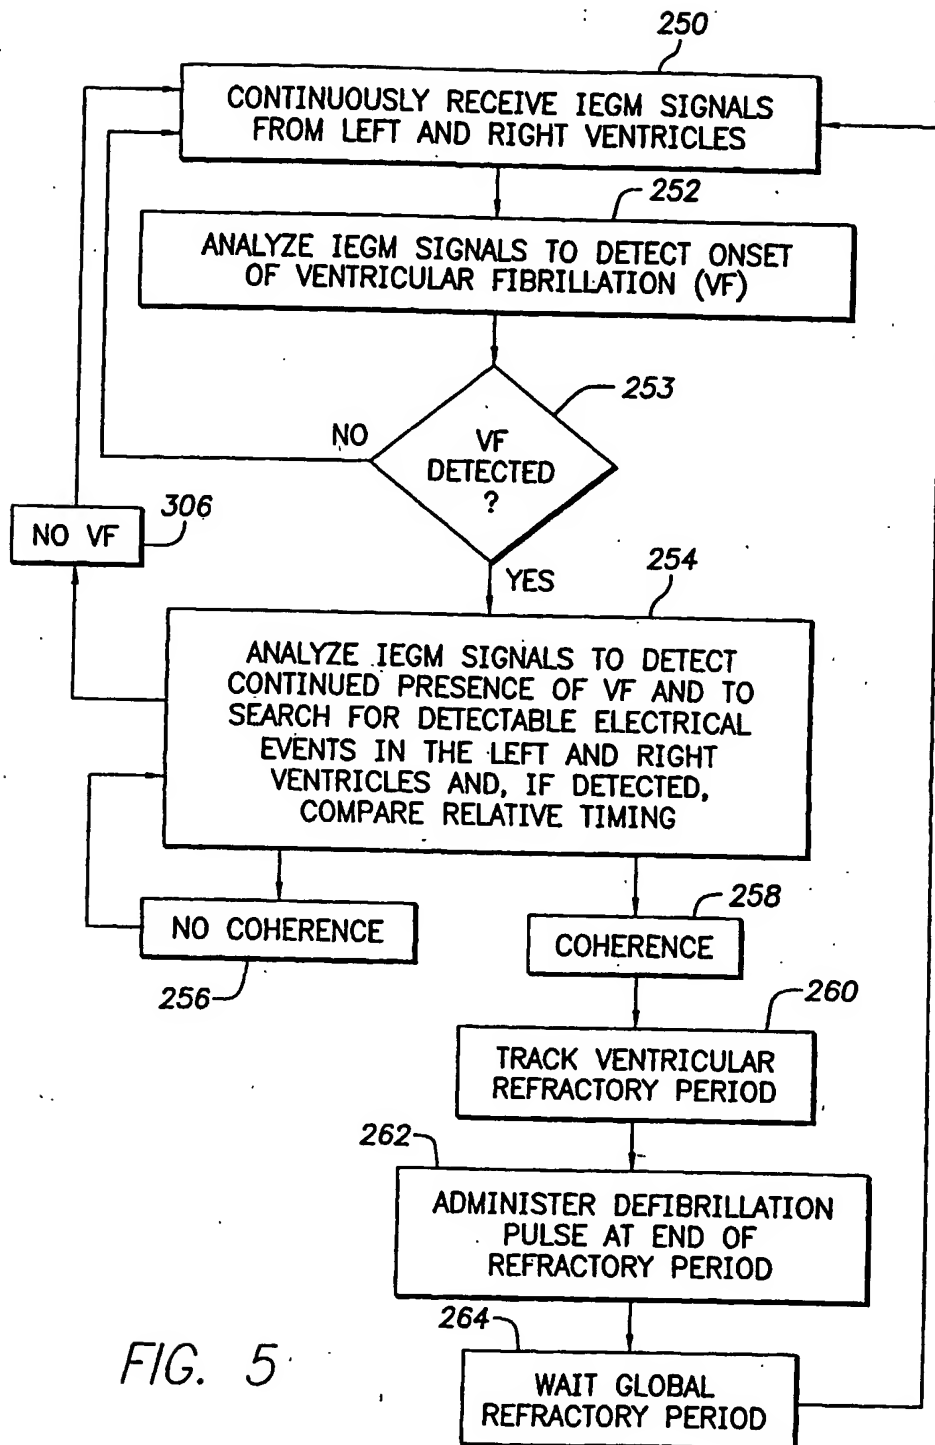 250
CONTINUOUSLY RECEIVE IEGM SIGNALS
FROM LEFT AND RIGHT VENTRICLES
252
ANALYZE IEGM SIGNALS TO DETECT ONSET
OF VENTRICULAR FIBRILLATION (VF)
253
NO
VF
DETECTED
?
306
NO VF
YES
254
ANALYZE IEGM SIGNALS TO DETECT
CONTINUED PRESENCE OF VF AND TO
SEARCH FOR DETECTABLE ELECTRICAL
EVENTS IN THE LEFT AND RIGHT
VENTRICLES AND, IF DETECTED,
COMPARE RELATIVE TIMING
258
NO COHERENCE
COHERENCE
256
260
TRACK VENTRICULAR
REFRACTORY PERIOD
262
ADMINISTER DEFIBRILLATION
PULSE AT END OF
REFRACTORY PERIOD
264
WAIT GLOBAL
REFRACTORY PERIOD
FIG. 5